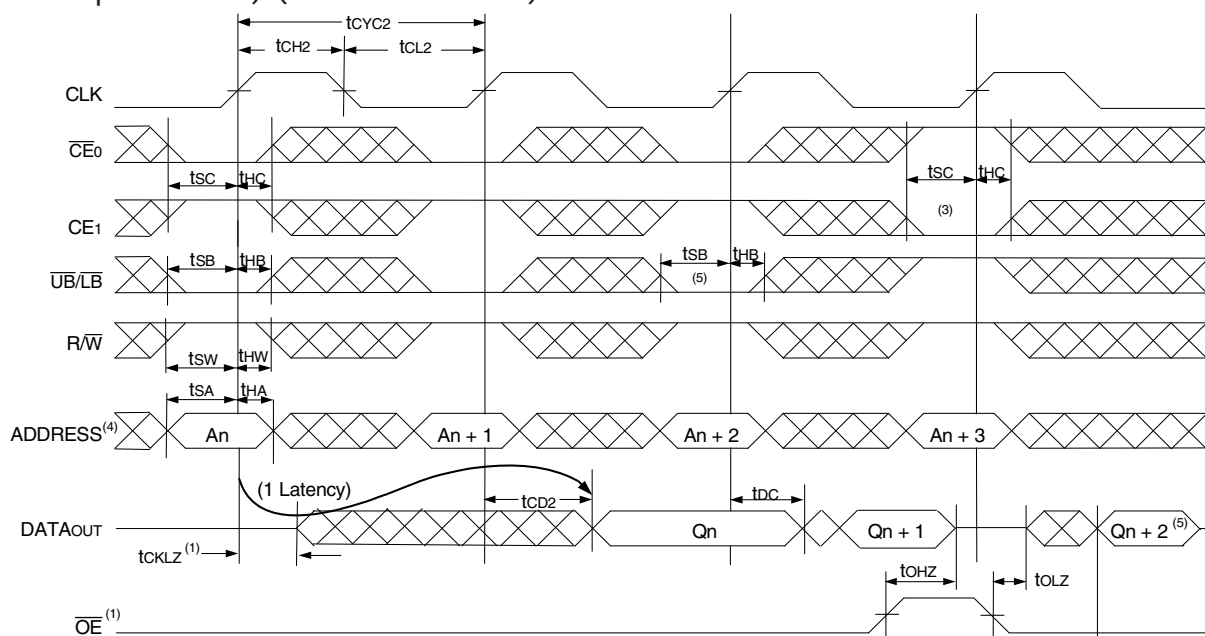 tCYC2
tCH2 tCL2
CLK
CE0
tSC tHC tSC tHC
(3)
CE1
tSB tHB tSB tHB
UB/LB (5)
R/W
tSW tHW
tSA tHA
ADDRESS(4) An An + 1 An + 2 An + 3
(1 Latency) tCD2 tDC
DATAOUT Qn Qn + 1 Qn + 2 (5)
tCKLZ (1)
tOHZ tOLZ
OE (1)